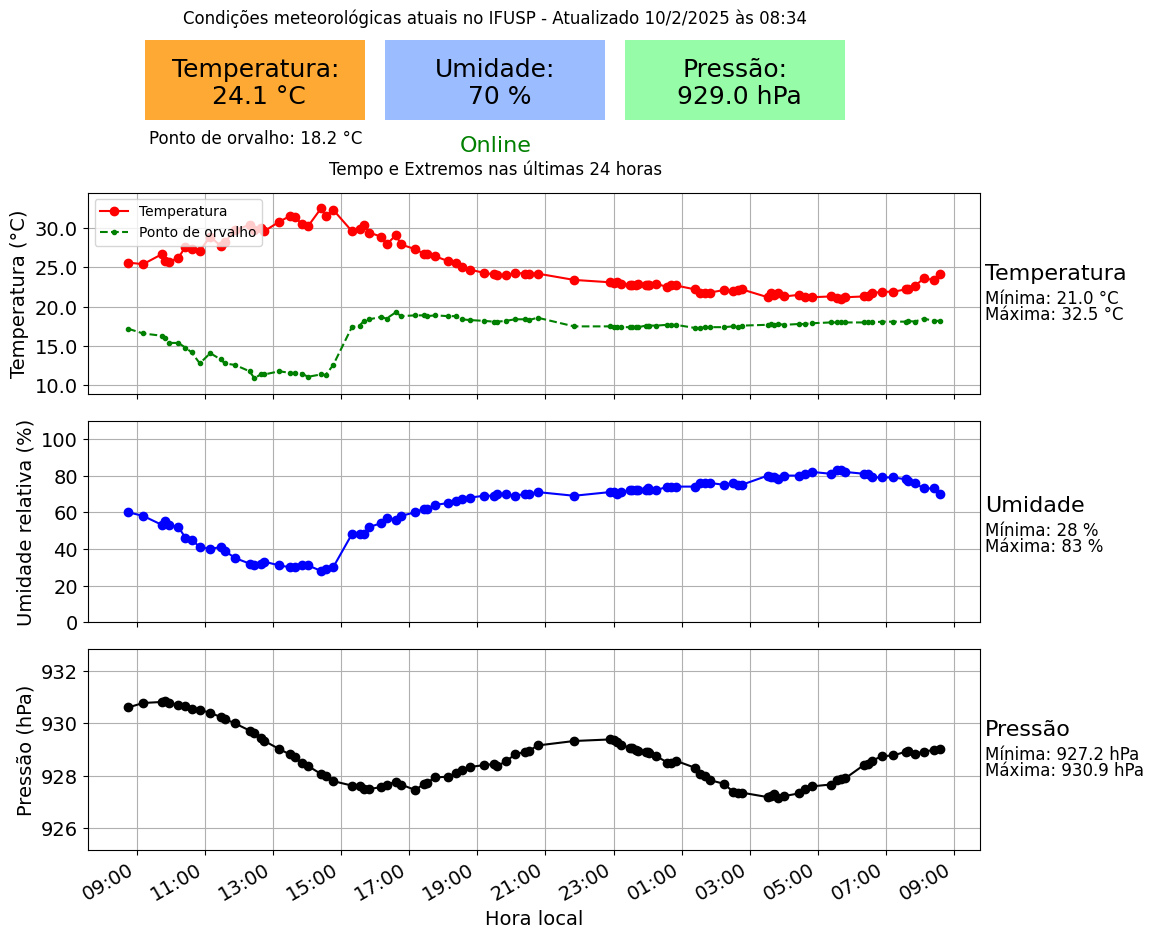 Condições meteorológicas atuais no IFUSP - Atualizado 10/2/2025 às 08:34
Temperatura:
24.1 °C
Umidade:
70 %
Pressão:
929.0 hPa
Ponto de orvalho: 18.2 °C
Online
Tempo e Extremos nas últimas 24 horas
Temperatura (°C)
30.0
25.0
20.0
15.0
10.0
Temperatura
Ponto de orvalho
Temperatura
Mínima: 21.0 °C
Máxima: 32.5 °C
Umidade relativa (%)
100
80
60
40
20
0
Umidade
Mínima: 28 %
Máxima: 83 %
Pressão (hPa)
932
930
928
926
Pressão
Mínima: 927.2 hPa
Máxima: 930.9 hPa
09:00 11:00 13:00 15:00 17:00 19:00 21:00 23:00 01:00 03:00 05:00 07:00 09:00
Hora local